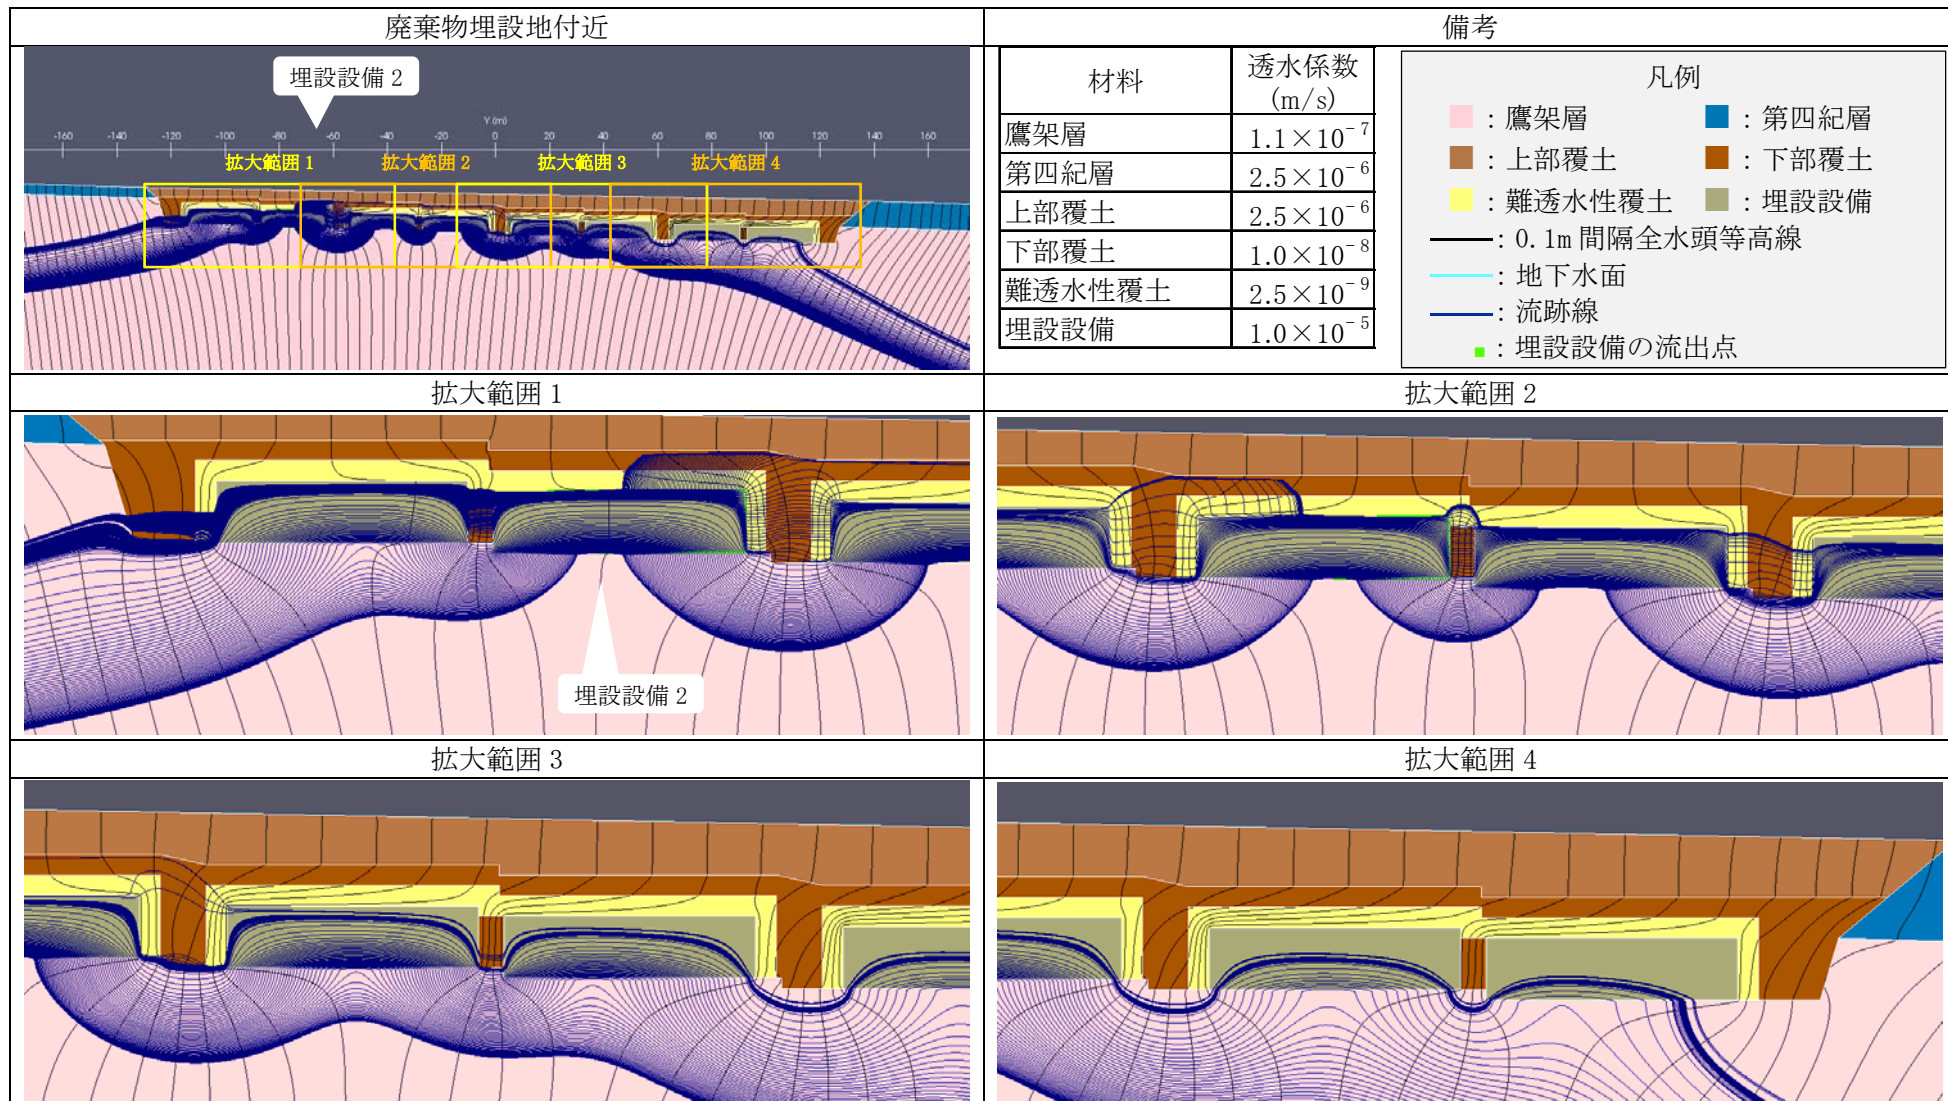 廃棄物埋設地付近
備考
埋設設備 2
Y (m)
-160 -140 -120 -100 -80 -60 -40 -20 0 20 40 60 80 100 120 140 160
拡大範囲 1 拡大範囲 2 拡大範囲 3 拡大範囲 4
材料 透水係数
(m/s)
鷹架層 1.1×10⁻⁷
第四紀層 2.5×10⁻⁶
上部覆土 2.5×10⁻⁶
下部覆土 1.0×10⁻⁸
難透水性覆土 2.5×10⁻⁹
埋設設備 1.0×10⁻⁵
凡例
：鷹架層 ：第四紀層
：上部覆土 ：下部覆土
：難透水性覆土 ：埋設設備
：0.1m 間隔全水頭等高線
：地下水面
：流跡線
：埋設設備の流出点
拡大範囲 1
拡大範囲 2
埋設設備 2
拡大範囲 3
拡大範囲 4